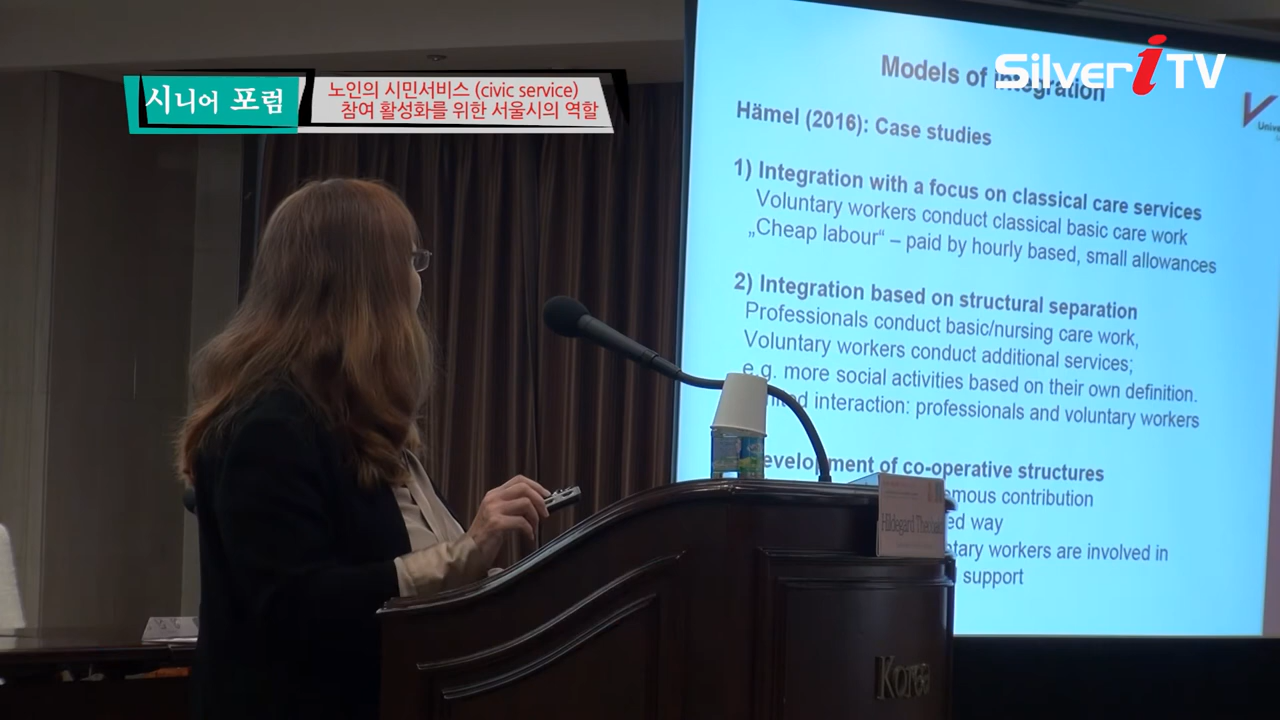 시니어 포럼
노인의 시민서비스 (civic service)
참여 활성화를 위한 서울시의 역할
Silver i TV
Models of Integration
Hämel (2016): Case studies
1) Integration with a focus on classical care services
Voluntary workers conduct classical basic care work
„Cheap labour“ – paid by hourly based, small allowances
2) Integration based on structural separation
Professionals conduct basic/nursing care work,
Voluntary workers conduct additional services;
e.g. more social activities based on their own definition.
interaction: professionals and voluntary workers
of co-operative structures
contribution
way
workers are involved in
support
Hildegard
Korea